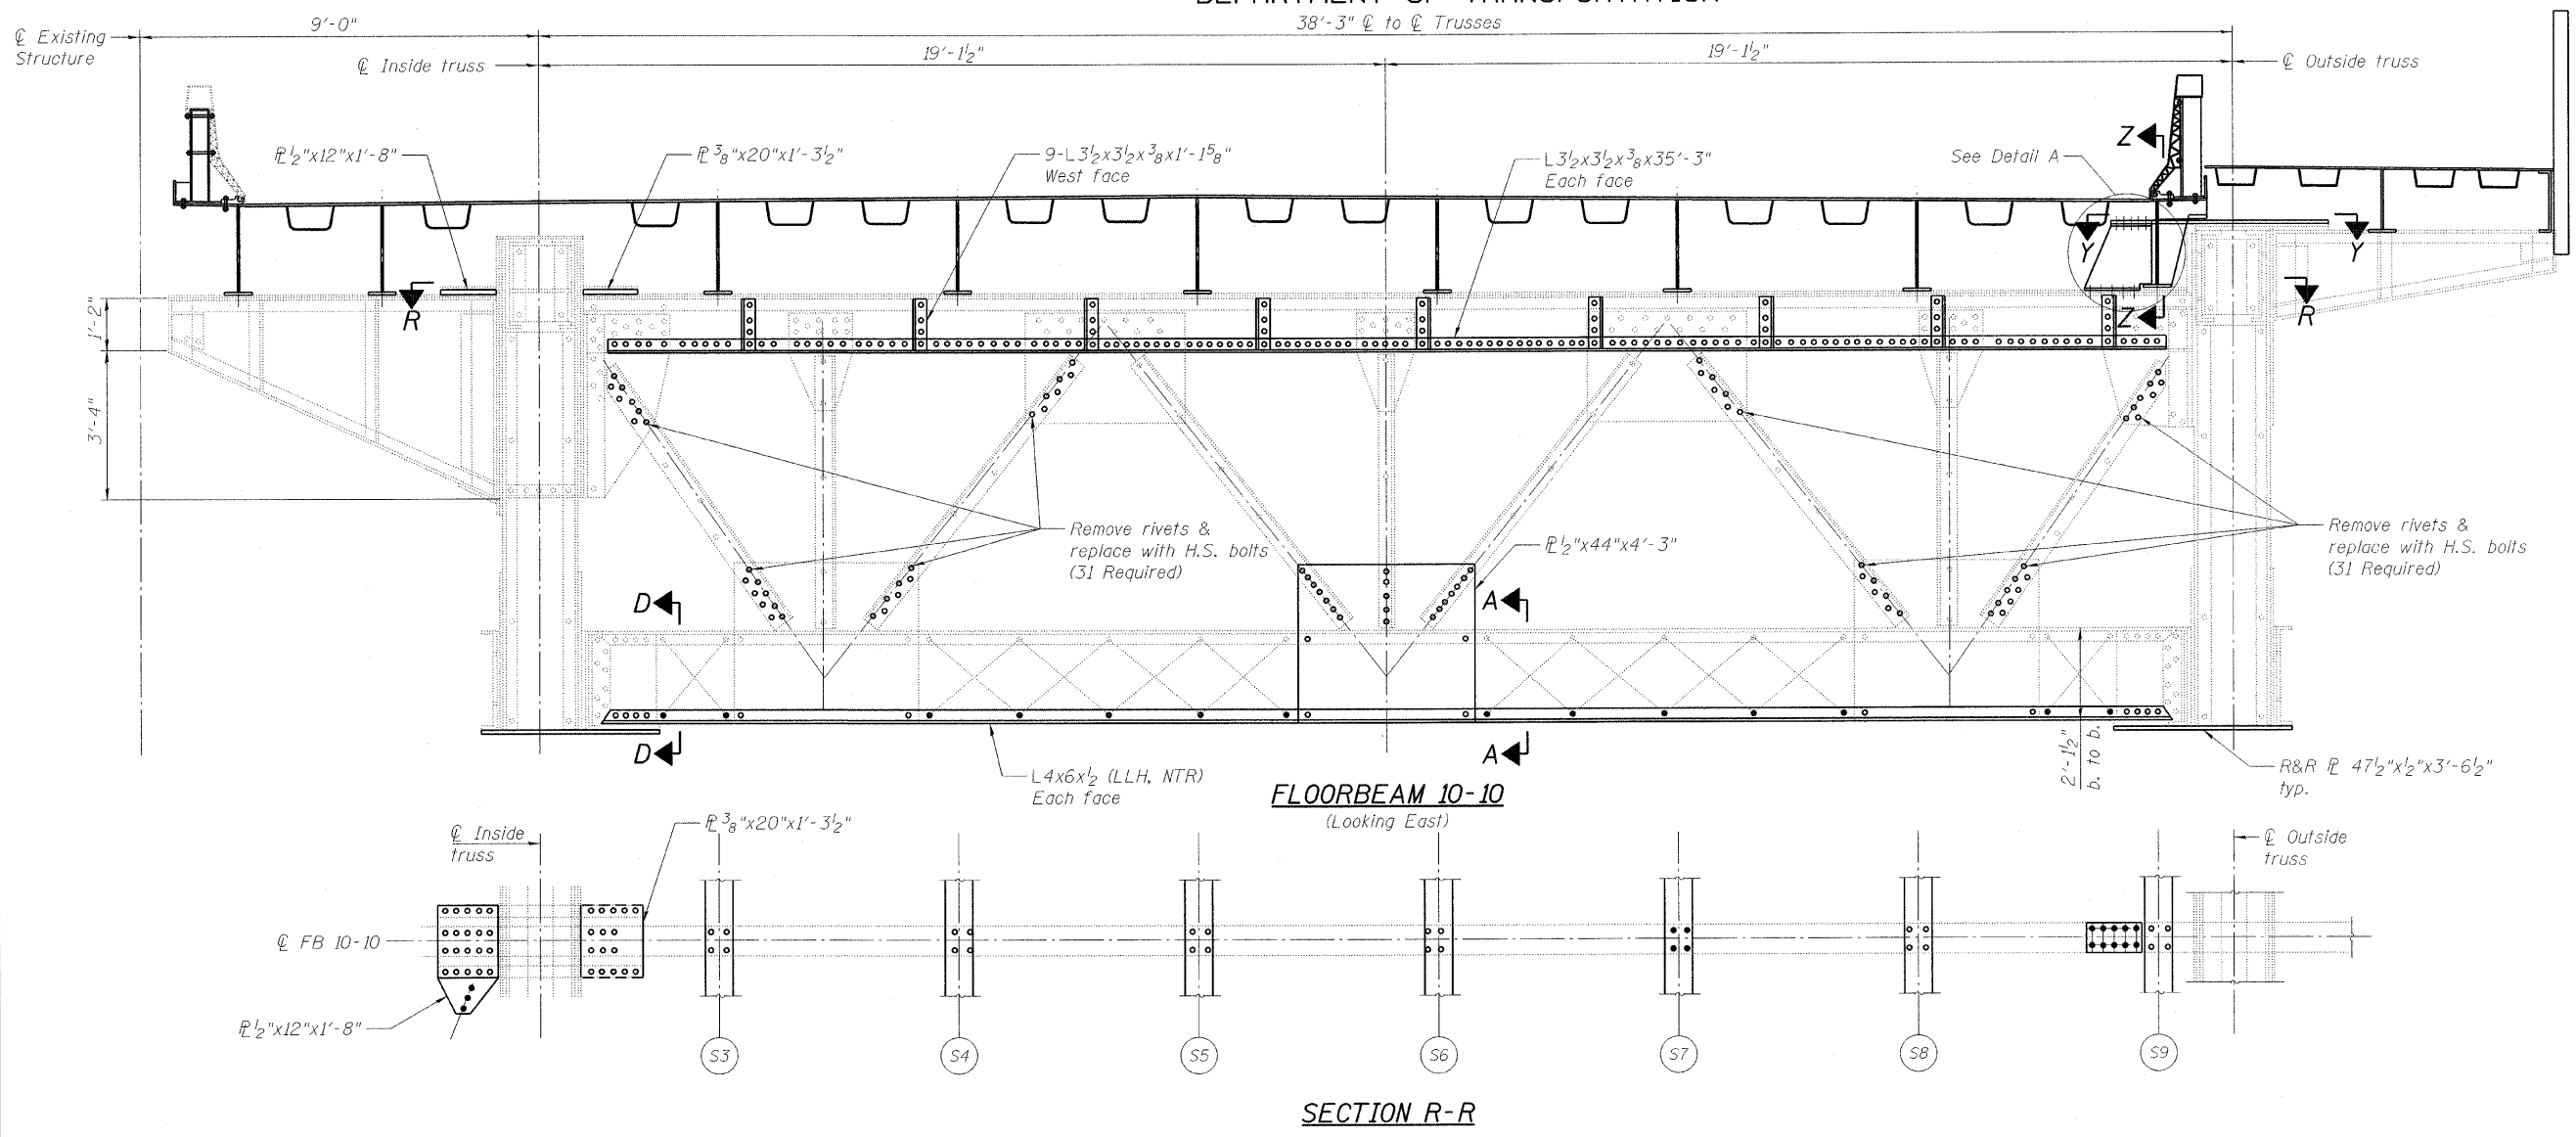 38'-3" ℄ to ℄ Trusses
9'-0"
℄ Existing
Structure
℄ Inside truss
19'-1½"
19'-1½"
℄ Outside truss
℞ ½"x12"x1'-8"
℞ ⅜"x20"x1'-3½"
9-L3½x3½x⅜x1'-1⅝"
West face
L3½x3½x⅜x35'-3"
Each face
See Detail A
Z
Y
Y
R
Z
R
1'-2"
3'-4"
Remove rivets &
replace with H.S. bolts
(31 Required)
℞ ½"x44"x4'-3"
Remove rivets &
replace with H.S. bolts
(31 Required)
D
A
D
A
L4x6x½ (LLH, NTR)
Each face
2'-1½"
b. to b.
R&R ℞ 47½"x½"x3'-6½"
typ.
FLOORBEAM 10-10
(Looking East)
℄ Inside
truss
℞ ⅜"x20"x1'-3½"
℄ Outside
truss
℄ FB 10-10
℞ ½"x12"x1'-8"
S3
S4
S5
S6
S7
S8
S9
SECTION R-R